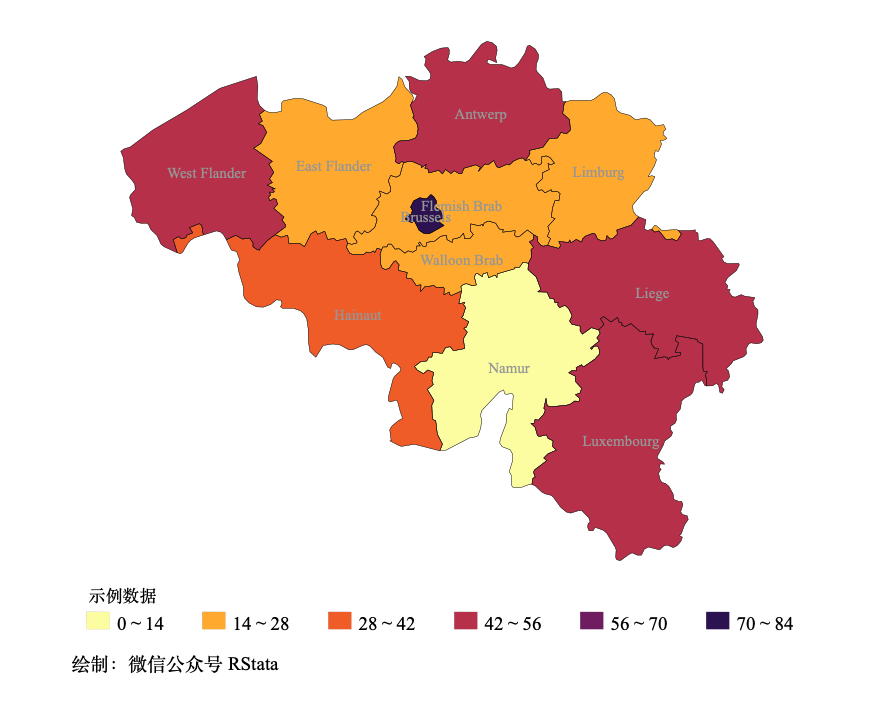 Antwerp
West Flander
East Flander
Limburg
Flemish Brab
Brussels
Walloon Brab
Liege
Hainaut
Namur
Luxembourg
示例数据
0 ~ 14
14 ~ 28
28 ~ 42
42 ~ 56
56 ~ 70
70 ~ 84
绘制：微信公众号 RStata